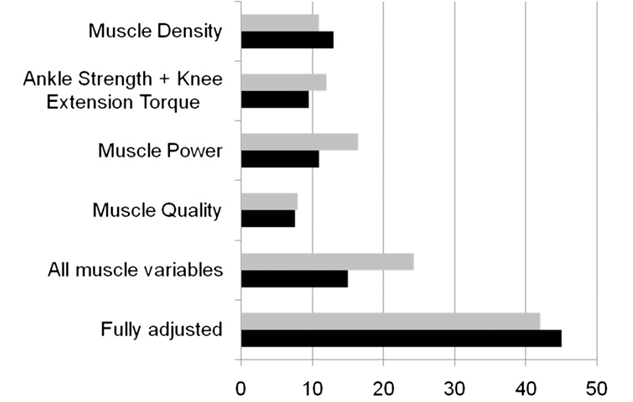 Muscle Density
Ankle Strength + Knee
Extension Torque
Muscle Power
Muscle Quality
All muscle variables
Fully adjusted
0 10 20 30 40 50